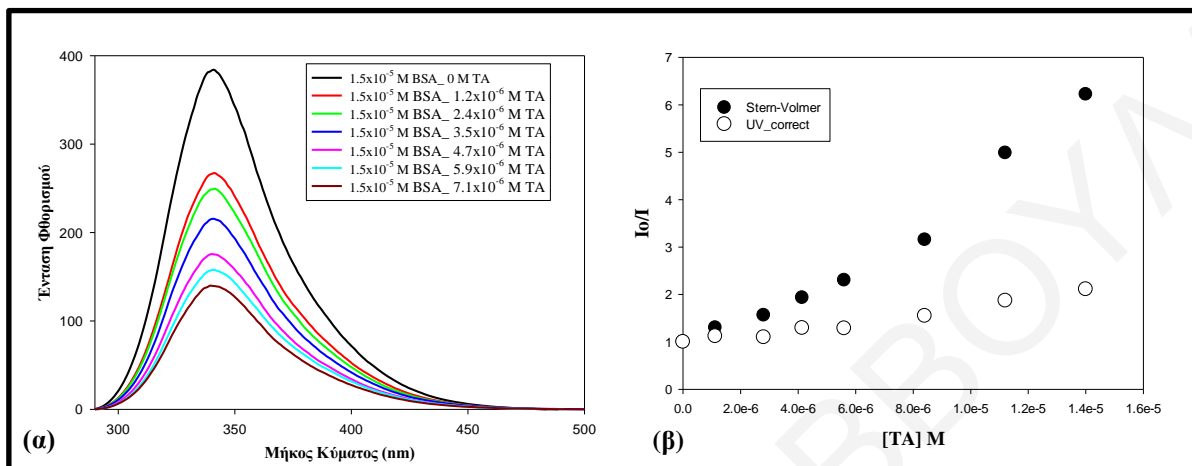 400
300
200
100
0
Ένταση Φθορισμού
1.5x10⁻⁵ M BSA_ 0 M TA
1.5x10⁻⁵ M BSA_ 1.2x10⁻⁶ M TA
1.5x10⁻⁵ M BSA_ 2.4x10⁻⁶ M TA
1.5x10⁻⁵ M BSA_ 3.5x10⁻⁶ M TA
1.5x10⁻⁵ M BSA_ 4.7x10⁻⁶ M TA
1.5x10⁻⁵ M BSA_ 5.9x10⁻⁶ M TA
1.5x10⁻⁵ M BSA_ 7.1x10⁻⁶ M TA
300 350 400 450 500
(α)
Μήκος Κύματος (nm)
7
6
5
4
3
2
1
0
Io/I
Stern-Volmer
UV_correct
0.0 2.0e-6 4.0e-6 6.0e-6 8.0e-6 1.0e-5 1.2e-5 1.4e-5 1.6e-5
(β)
[TA] M